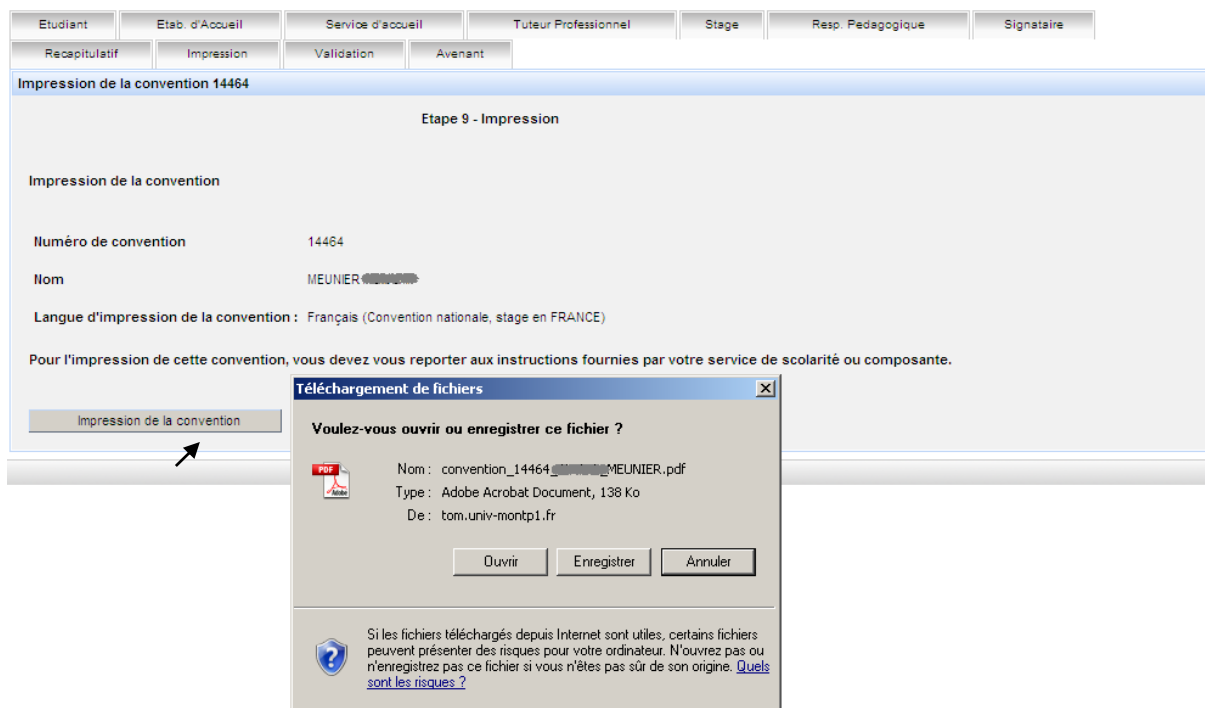 Etudiant Etab. d'Accueil Service d'accueil Tuteur Professionnel Stage Resp. Pedagogique Signataire
Recapitulatif Impression Validation Avenant
Impression de la convention 14464
Etape 9 - Impression
Impression de la convention
Numéro de convention 14464
Nom MEUNIER
Langue d'impression de la convention : Français (Convention nationale, stage en FRANCE)
Pour l'impression de cette convention, vous devez vous reporter aux instructions fournies par votre service de scolarité ou composante.
Impression de la convention
Téléchargement de fichiers
Voulez-vous ouvrir ou enregistrer ce fichier ?
PDF
Adobe
Nom : convention_14464_ _MEUNIER.pdf
Type : Adobe Acrobat Document, 138 Ko
De : tom.univ-montp1.fr
Ouvrir Enregistrer Annuler
Si les fichiers téléchargés depuis Internet sont utiles, certains fichiers
peuvent présenter des risques pour votre ordinateur. N'ouvrez pas ou
n'enregistrez pas ce fichier si vous n'êtes pas sûr de son origine. Quels
sont les risques ?